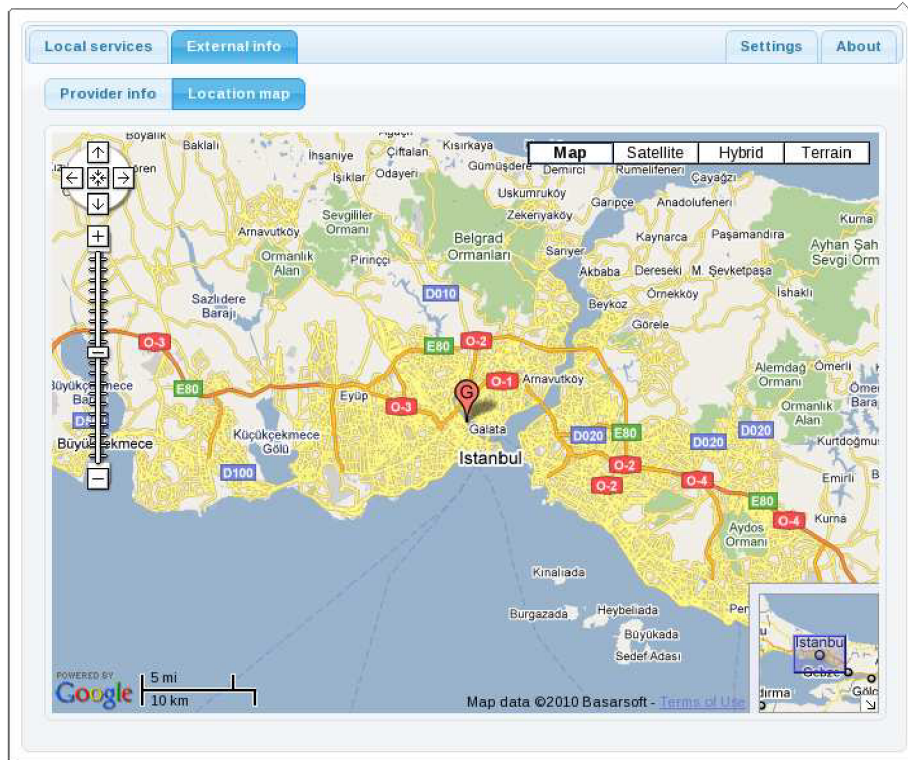 Local services
External info
Settings
About
Provider info
Location map
Map
Satellite
Hybrid
Terrain
Boyalık
Baklalı
İhsaniye
Çiftalan
Kısırkaya
Işıklar
Odayeri
Gümüşdere
Demirci
Rumelifeneri
Çayağzı
Uskumruköy
Zekeriyaköy
Garipçe
Anadolufeneri
Sevgililer
Ormanı
Arnavutköy
Belgrad
Ormanları
Sarıyer
Kaynarca
Paşamandıra
Kurna
Ayhan Şah
Sevgi Orm
Ormanlık
Alan
Pirinççi
Akbaba
Dereseki
M. Şevketpaşa
Sazlıdere
Barajı
D010
Beykoz
Örnekköy
İshaklı
Görele
O-3
E80
O-2
E80
O-1
Arnavutköy
Alemdağ
Ormanı
Ömerli
Eyüp
O-3
G
Galata
Ormanlık
Alan
Büyükçekmece
Küçükçekmece
Gölü
D020
E80
D020
D020
Kurtdoğmu
Istanbul
D100
O-2
O-2
O-4
Emirli
E80
O-4
Kurna
Aydos
Ormanı
Kınalıada
Burgazada
Heybeliada
Büyükada
Sedef Adası
Istanbul
Gebze
POWERED BY
Google
5 mi
10 km
Map data ©2010 Basarsoft - Terms of Use